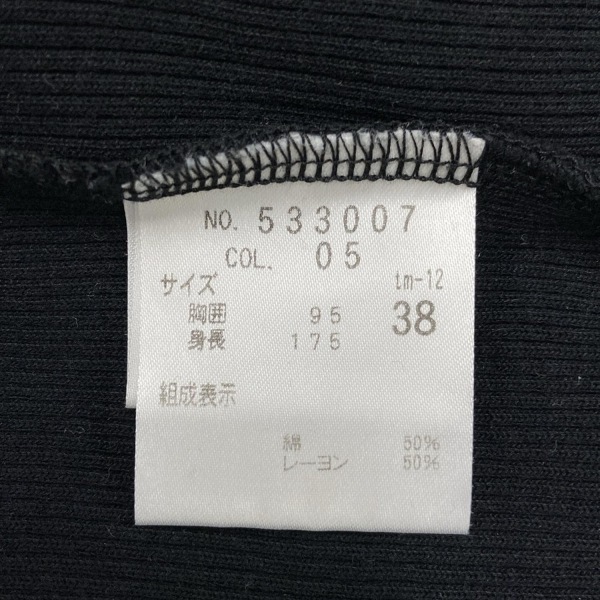 NO. 533007
COL. 05
サイズ tm-12
胸囲 95 38
身長 175
組成表示
綿 50%
レーヨン 50%